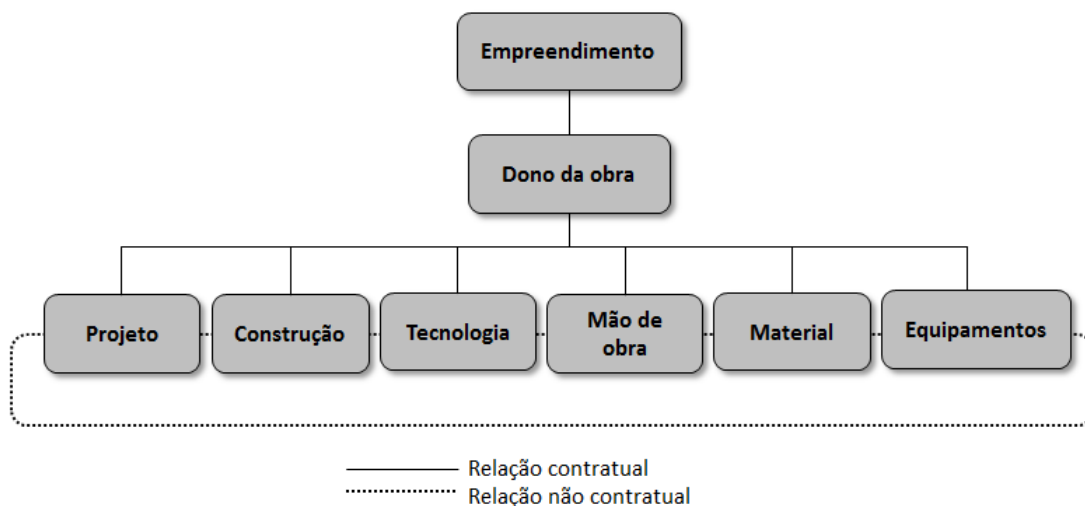 Empreendimento
Dono da obra
Projeto
Construção
Tecnologia
Mão de
obra
Material
Equipamentos
Relação contratual
Relação não contratual